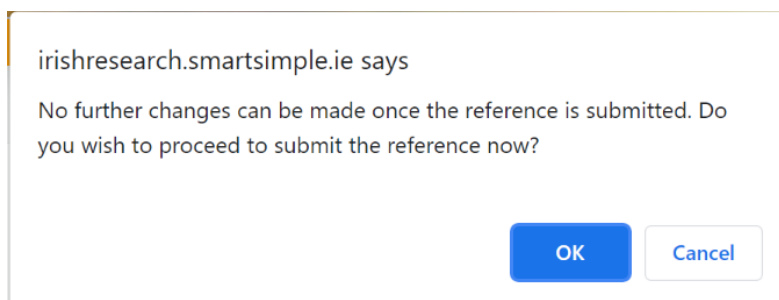 irishresearch.smartsimple.ie says
No further changes can be made once the reference is submitted. Do
you wish to proceed to submit the reference now?
OK
Cancel